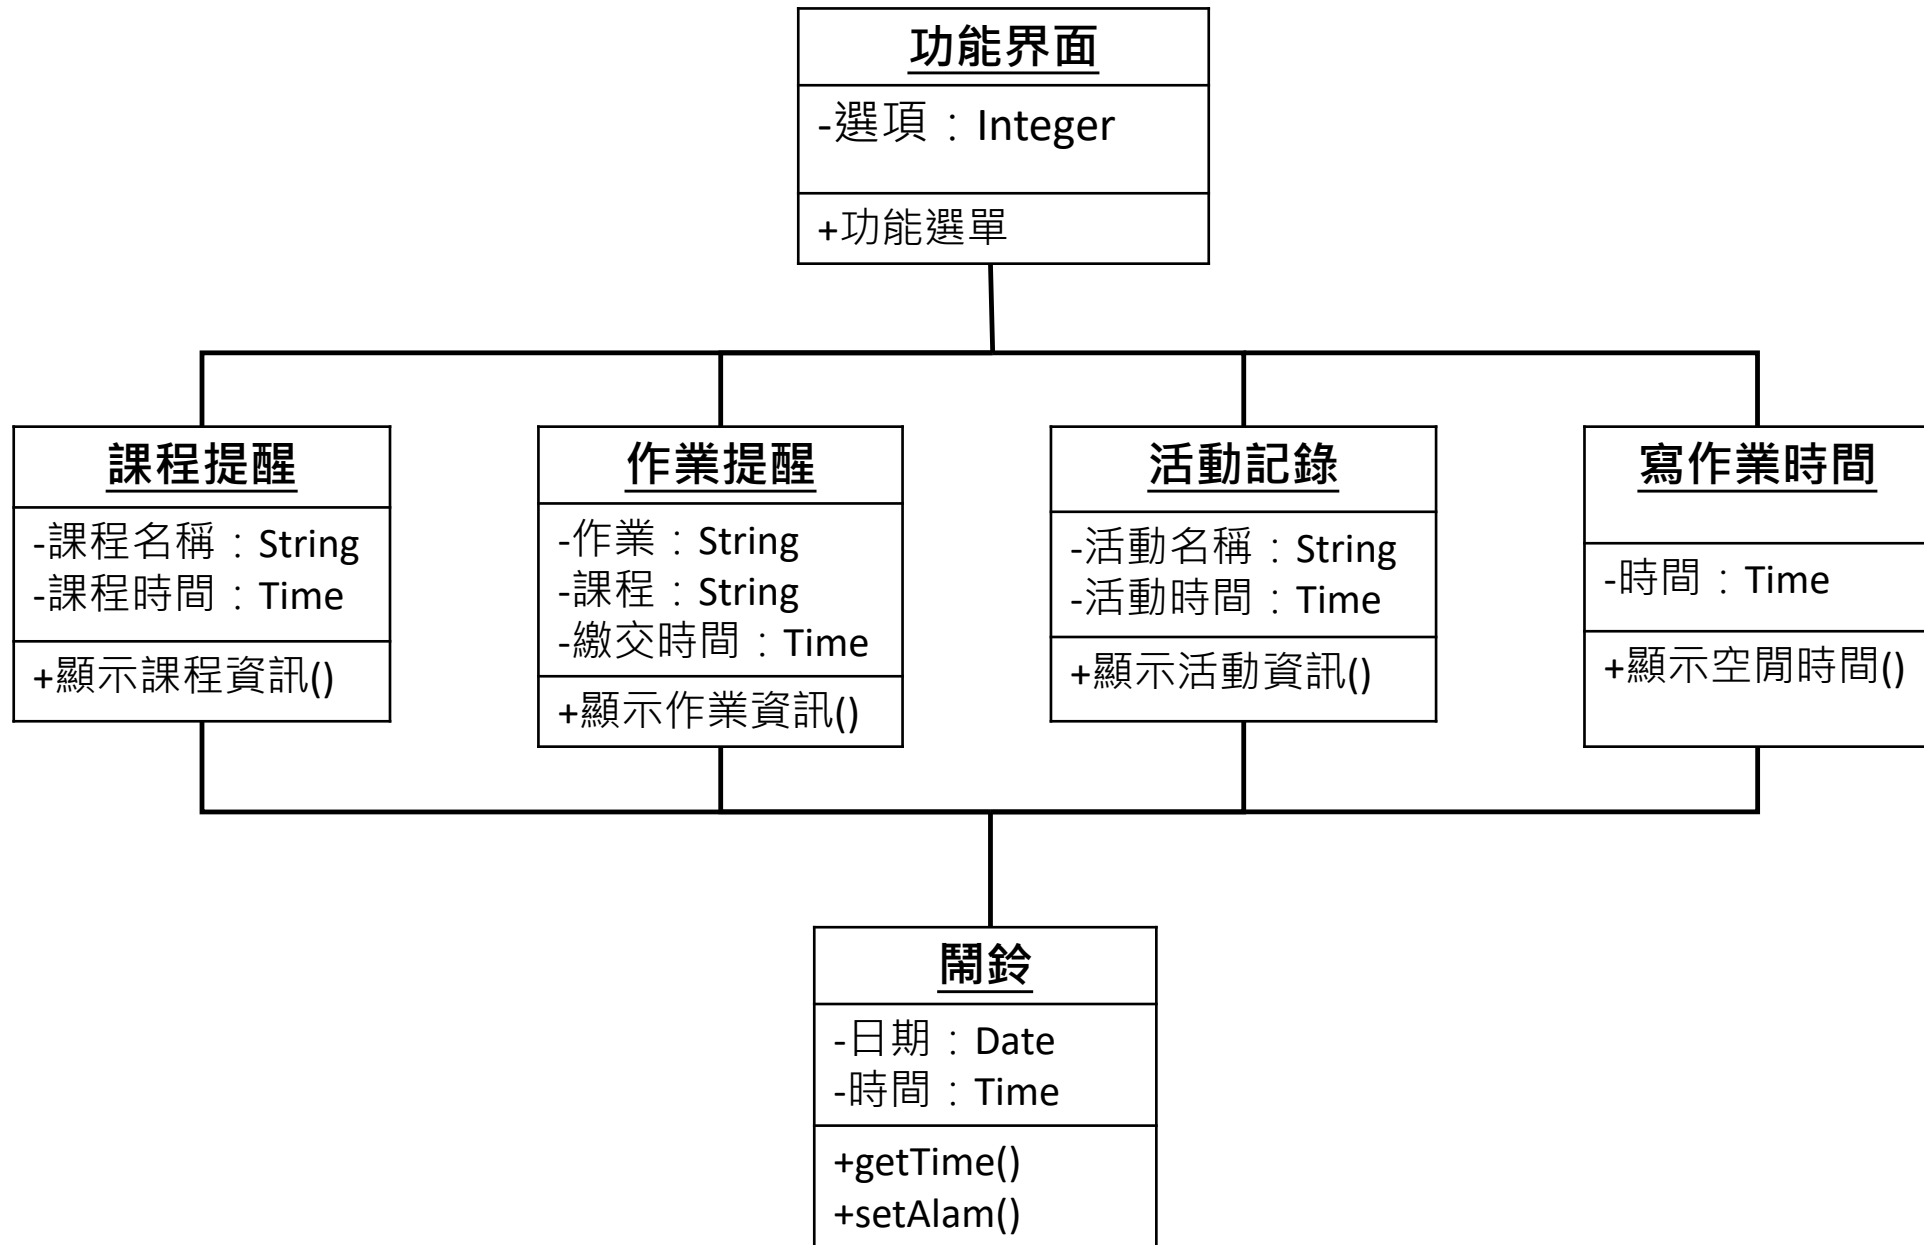 功能界面
-選項：Integer
+功能選單
課程提醒
-課程名稱：String
-課程時間：Time
+顯示課程資訊()
作業提醒
-作業：String
-課程：String
-繳交時間：Time
+顯示作業資訊()
活動記錄
-活動名稱：String
-活動時間：Time
+顯示活動資訊()
寫作業時間
-時間：Time
+顯示空閒時間()
鬧鈴
-日期：Date
-時間：Time
+getTime()
+setAlam()